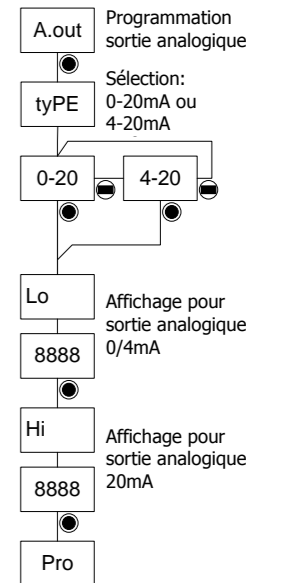 A.out
Programmation
sortie analogique
tyPE
Sélection:
0-20mA ou
4-20mA
0-20
4-20
Lo
Affichage pour
sortie analogique
0/4mA
8888
Hi
Affichage pour
sortie analogique
20mA
8888
Pro